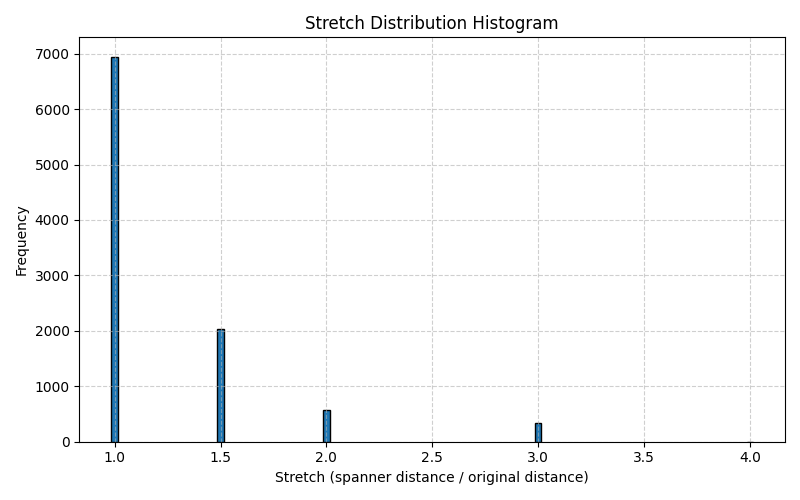 Stretch Distribution Histogram
7000
6000
5000
4000
3000
2000
1000
0
Frequency
1.0 1.5 2.0 2.5 3.0 3.5 4.0
Stretch (spanner distance / original distance)